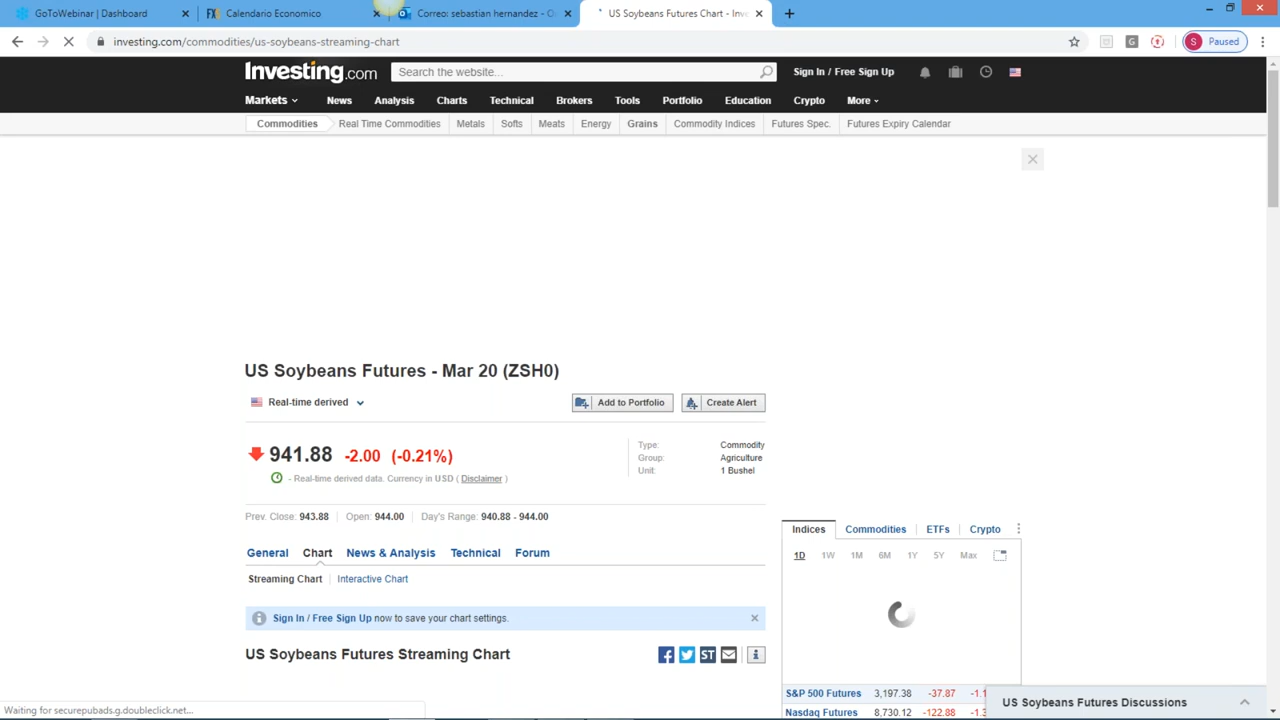 GoToWebinar | Dashboard
Calendario Economico
Correo: sebastian hernandez - O
US Soybeans Futures Chart - Inve
investing.com/commodities/us-soybeans-streaming-chart
S Paused
Investing.com
Search the website...
Sign In / Free Sign Up
Markets News Analysis Charts Technical Brokers Tools Portfolio Education Crypto More
Commodities Real Time Commodities Metals Softs Meats Energy Grains Commodity Indices Futures Spec. Futures Expiry Calendar
US Soybeans Futures - Mar 20 (ZSH0)
Real-time derived
Add to Portfolio
Create Alert
941.88 -2.00 (-0.21%)
- Real-time derived data. Currency in USD ( Disclaimer )
Type: Commodity
Group: Agriculture
Unit: 1 Bushel
Prev. Close: 943.88 Open: 944.00 Day's Range: 940.88 - 944.00
General Chart News & Analysis Technical Forum
Streaming Chart Interactive Chart
Sign In / Free Sign Up now to save your chart settings.
US Soybeans Futures Streaming Chart
ST
Indices Commodities ETFs Crypto
1D 1W 1M 6M 1Y 5Y Max
S&P 500 Futures 3,197.38 -37.87 -1.1
Nasdaq Futures 8,730.12 -122.88 -1.3
US Soybeans Futures Discussions
Waiting for securepubads.g.doubleclick.net...